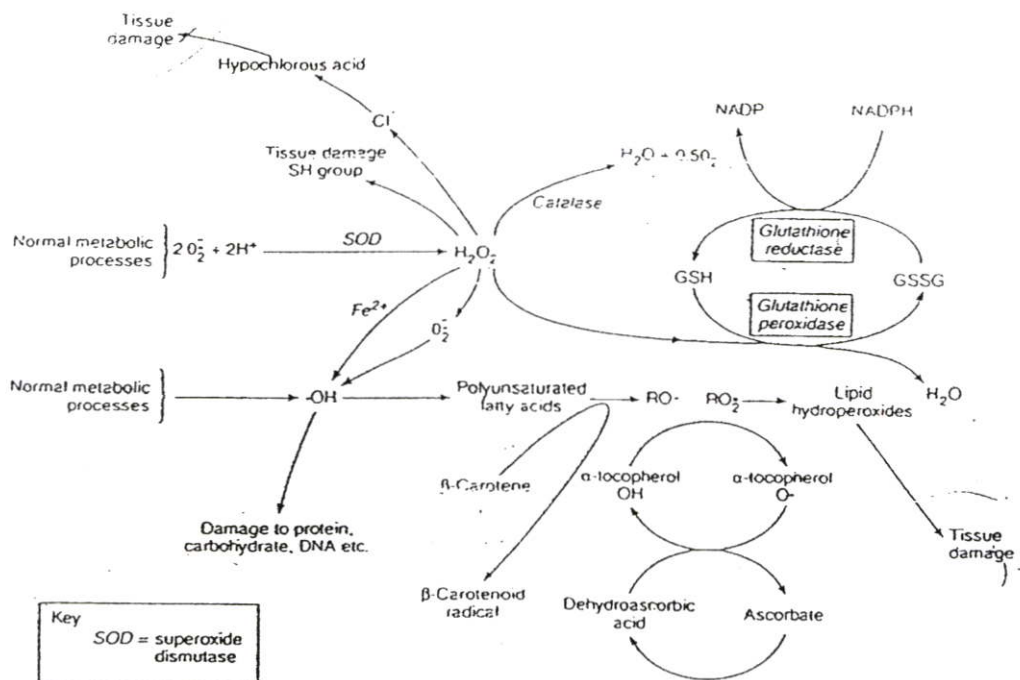 Tissue
damage
Hypochlorous acid
Cl⁻
Tissue damage
SH group
NADP
NADPH
H₂O + 0.5O₂
Catalase
Normal metabolic
processes
2 O₂⁻ + 2H⁺
SOD
H₂O₂
Glutathione
reductase
GSH
GSSG
Glutathione
peroxidase
Fe²⁺
O₂⁻
H₂O
Normal metabolic
processes
·OH
Polyunsaturated
fatty acids
RO·
RO₂·
Lipid
hydroperoxides
β-Carotene
α-tocopherol
OH
α-tocopherol
O·
Damage to protein,
carbohydrate, DNA etc.
Tissue
damage
β-Carotenoid
radical
Dehydroascorbic
acid
Ascorbate
Key
SOD = superoxide
dismutase